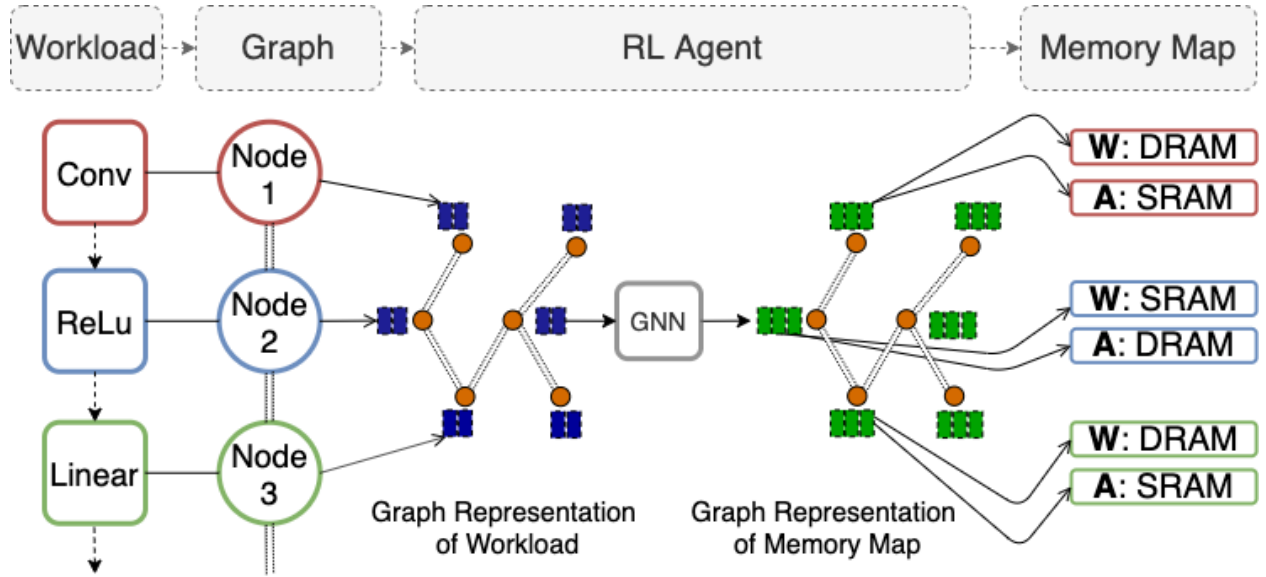 Workload
Graph
RL Agent
Memory Map
Conv
Node
1
W: DRAM
A: SRAM
ReLu
Node
2
GNN
W: SRAM
A: DRAM
Linear
Node
3
W: DRAM
A: SRAM
Graph Representation
of Workload
Graph Representation
of Memory Map